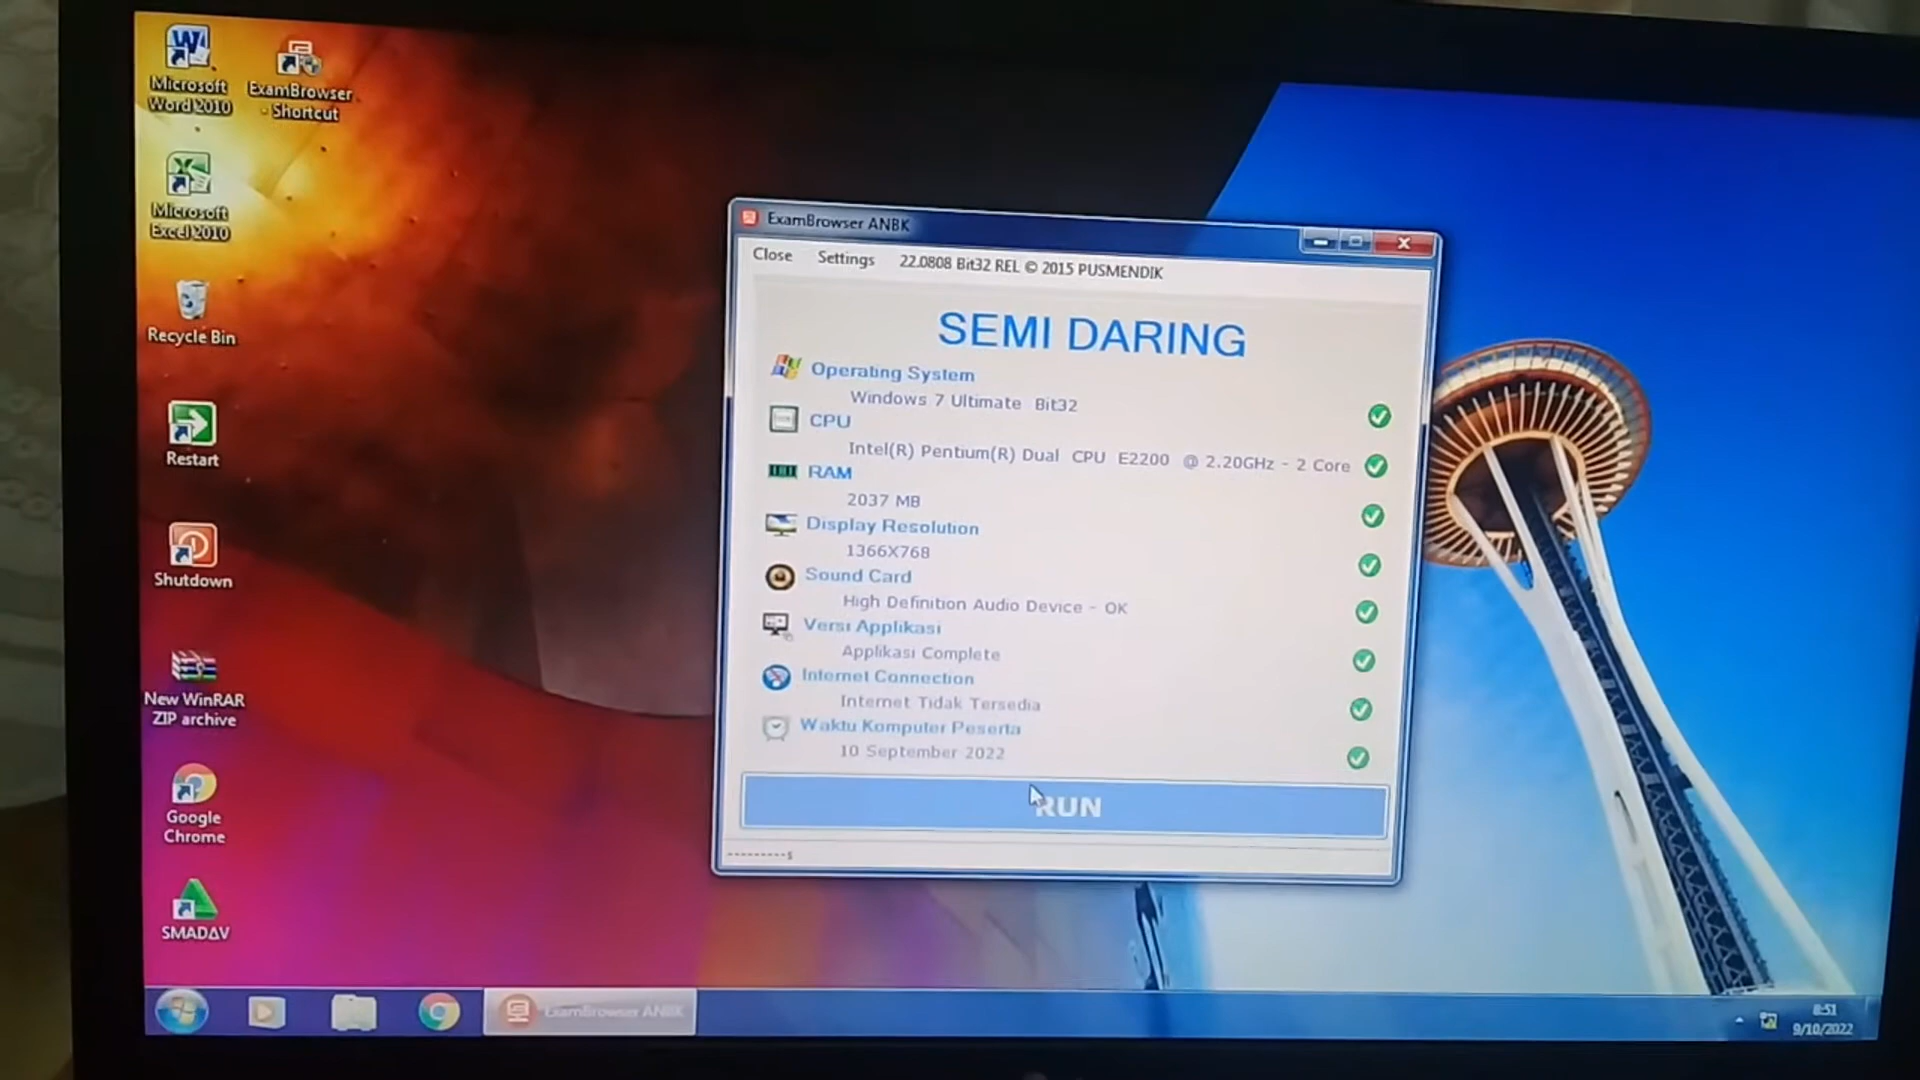 Microsoft
Word 2010
ExamBrowser
- Shortcut
Microsoft
Excel 2010
Recycle Bin
Restart
Shutdown
New WinRAR
ZIP archive
Google
Chrome
SMADΔV
ExamBrowser ANBK
Close Settings 22.0808 Bit32 REL © 2015 PUSMENDIK
SEMI DARING
Operating System
Windows 7 Ultimate Bit32
CPU
Intel(R) Pentium(R) Dual CPU E2200 @ 2.20GHz - 2 Core
RAM
2037 MB
Display Resolution
1366X768
Sound Card
High Definition Audio Device - OK
Versi Applikasi
Applikasi Complete
Internet Connection
Internet Tidak Tersedia
Waktu Komputer Peserta
10 September 2022
RUN
---------s
ExamBrowser ANBK
8:51
9/10/2022